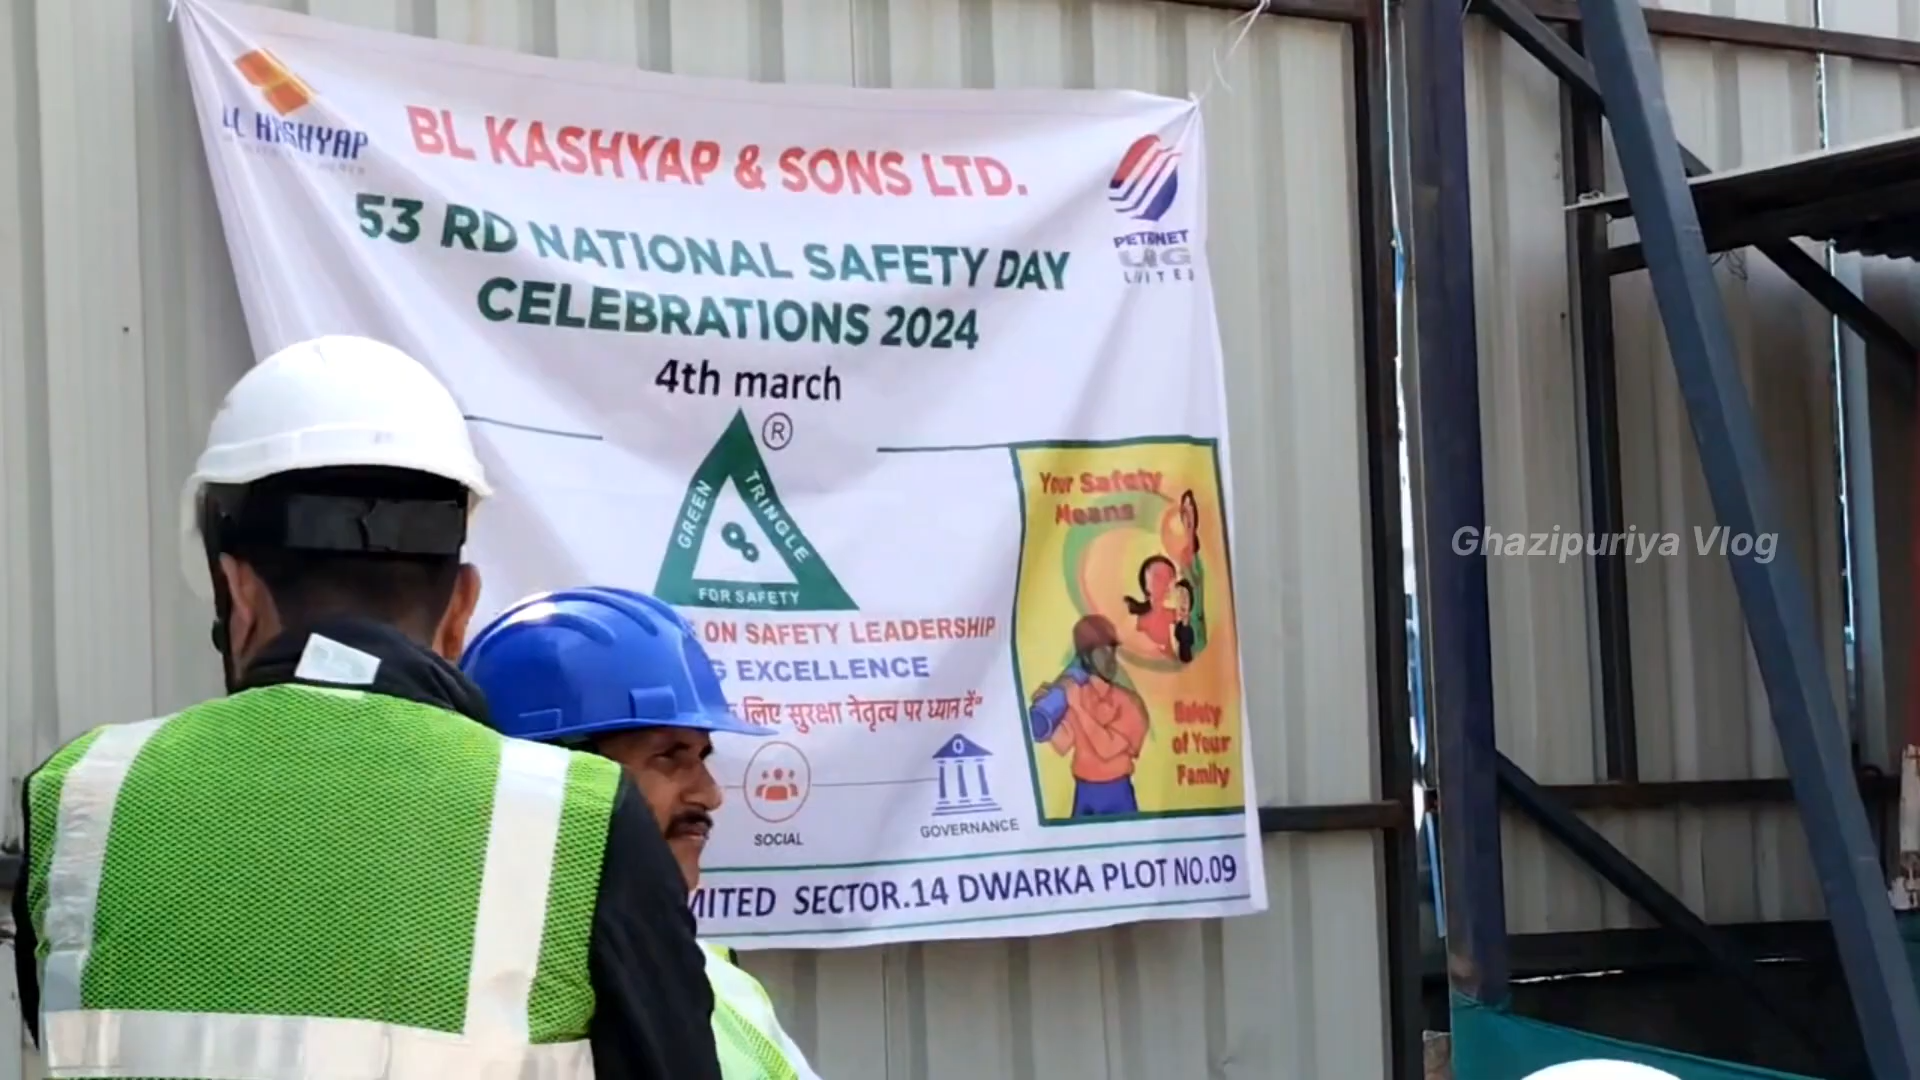 BL KASHYAP
BL KASHYAP & SONS LTD.
PETRONET
LNG
LIMITED
53 RD NATIONAL SAFETY DAY
CELEBRATIONS 2024
4th march
®
GREEN
TRINGLE
FOR SAFETY
ON SAFETY LEADERSHIP
EXCELLENCE
लिए सुरक्षा नेतृत्व पर ध्यान दें"
SOCIAL
GOVERNANCE
Your Safety
Means
Safety
of Your
Family
MITED SECTOR.14 DWARKA PLOT NO.09
Ghazipuriya Vlog